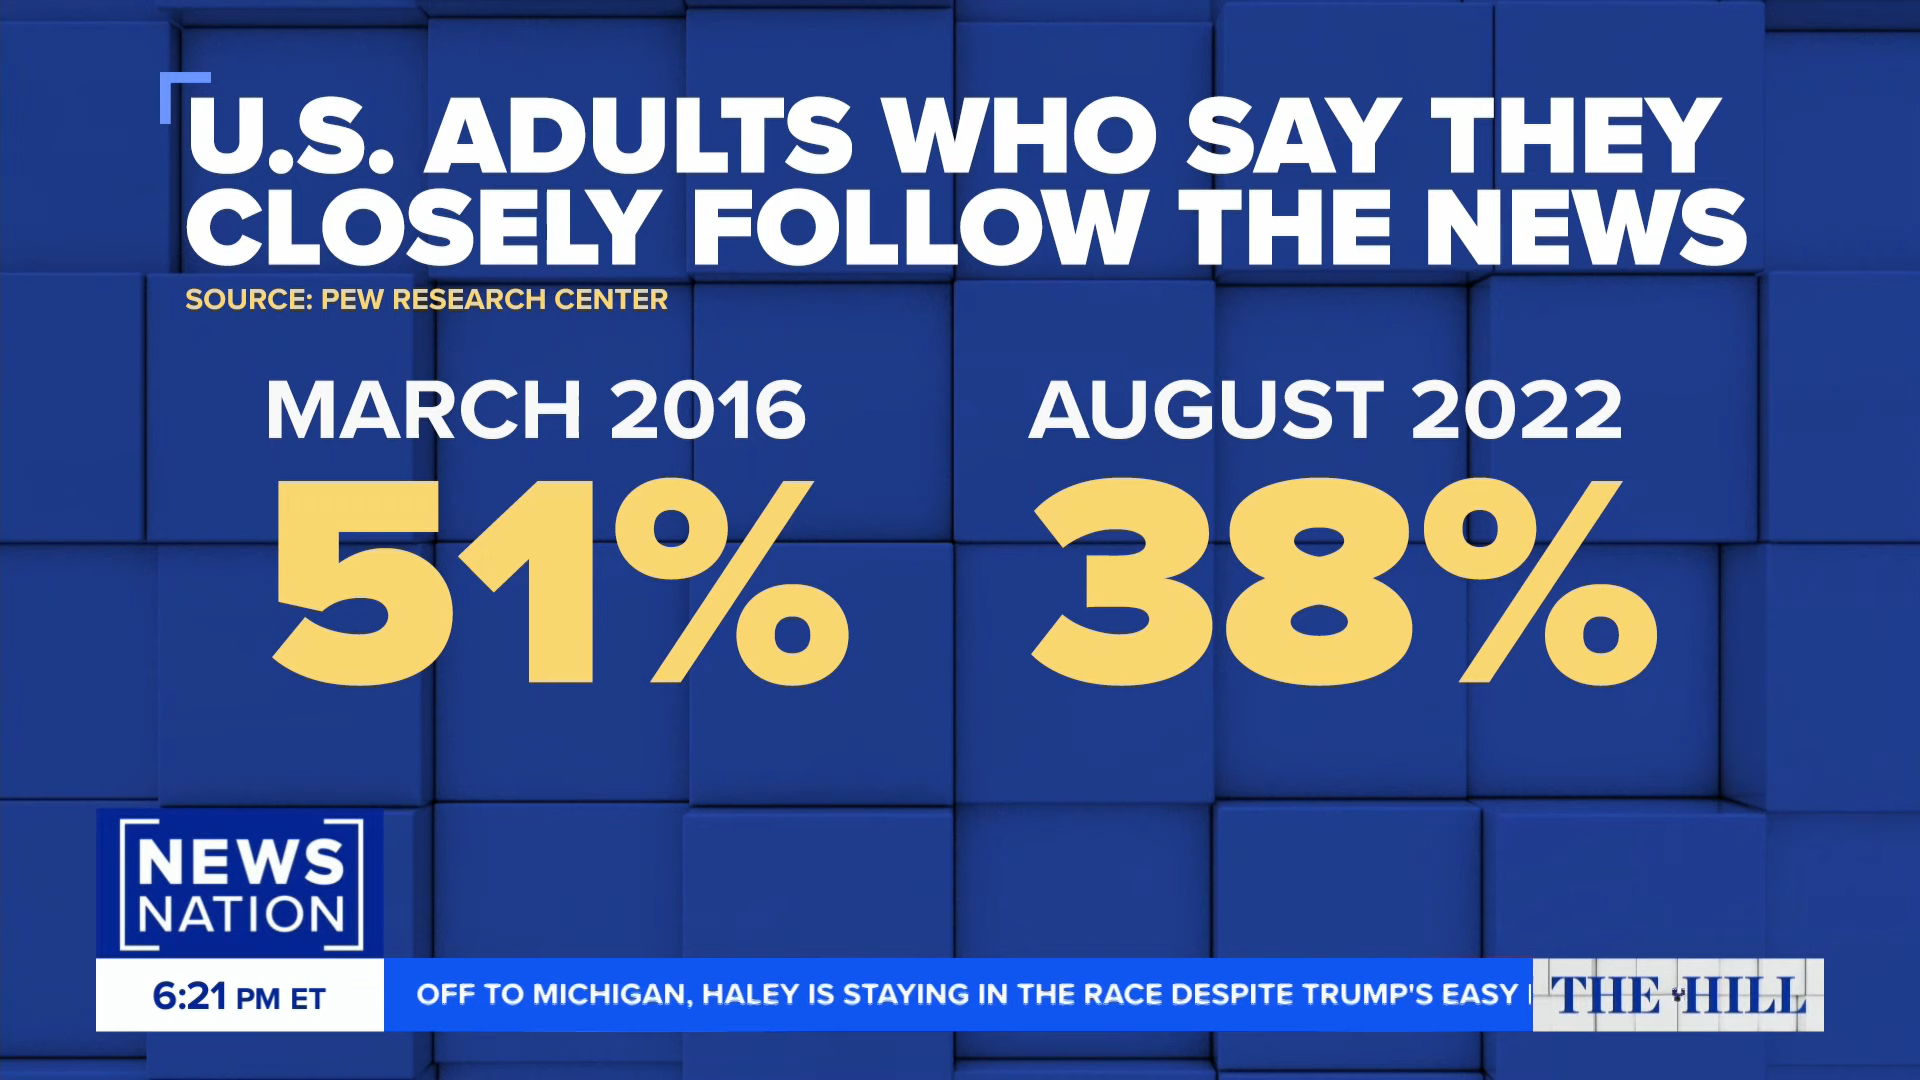 U.S. ADULTS WHO SAY THEY
CLOSELY FOLLOW THE NEWS
SOURCE: PEW RESEARCH CENTER
MARCH 2016
51%
AUGUST 2022
38%
NEWS
NATION
6:21 PM ET
OFF TO MICHIGAN, HALEY IS STAYING IN THE RACE DESPITE TRUMP'S EASY
THE HILL